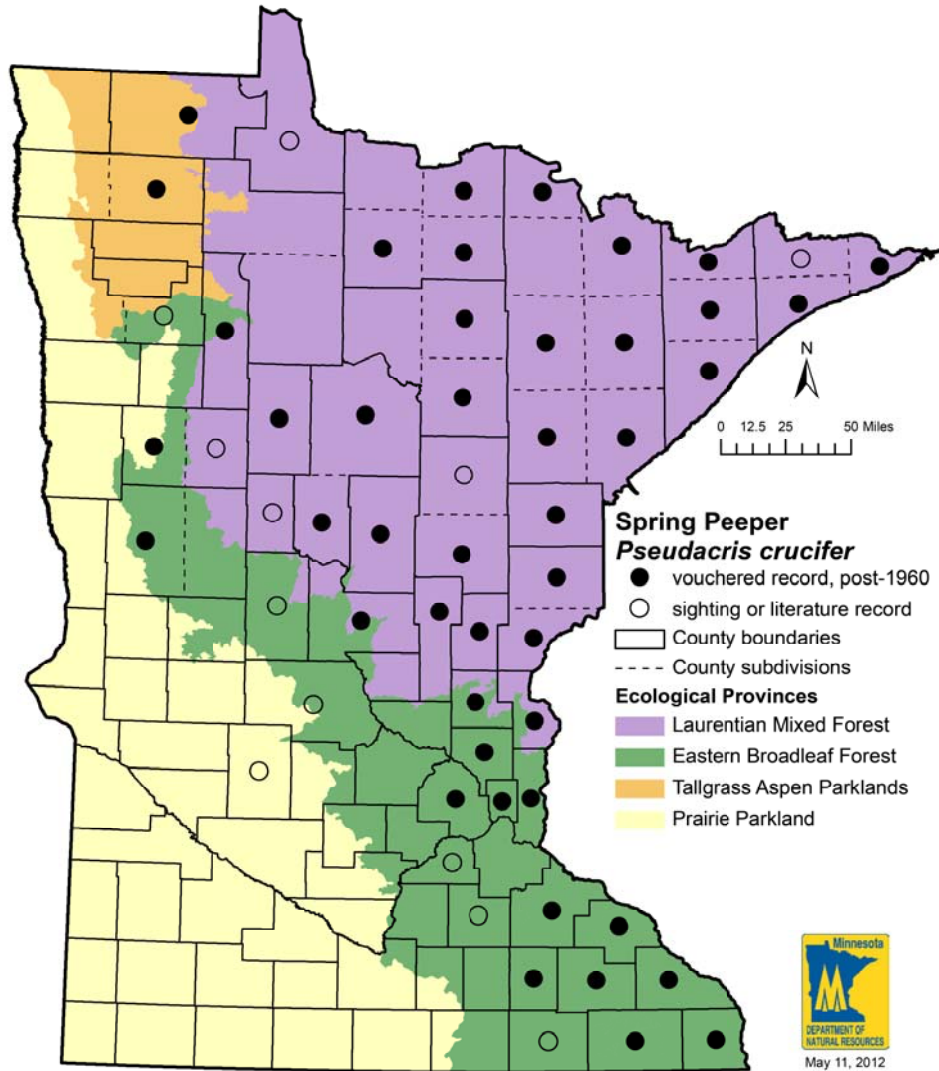 N
0 12.5 25 50 Miles
Spring Peeper
Pseudacris crucifer
vouchered record, post-1960
sighting or literature record
County boundaries
County subdivisions
Ecological Provinces
Laurentian Mixed Forest
Eastern Broadleaf Forest
Tallgrass Aspen Parklands
Prairie Parkland
Minnesota
M
DEPARTMENT OF
NATURAL RESOURCES
May 11, 2012